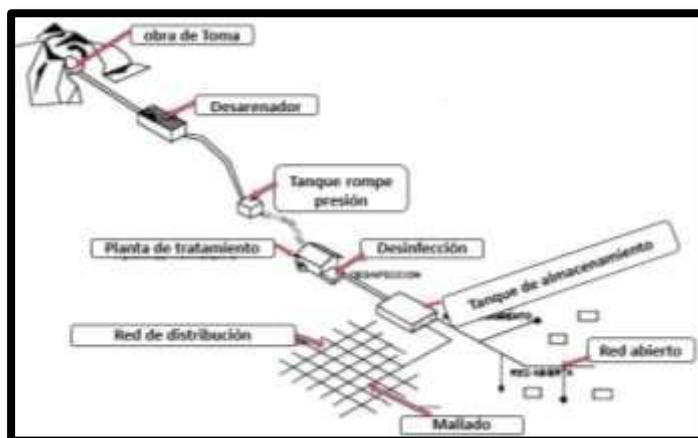 obra de Toma
Desarenador
Tanque rompe
presión
Planta de tratamiento
Desinfección
Tanque de almacenamiento
Red de distribución
Red abierto
Mallado